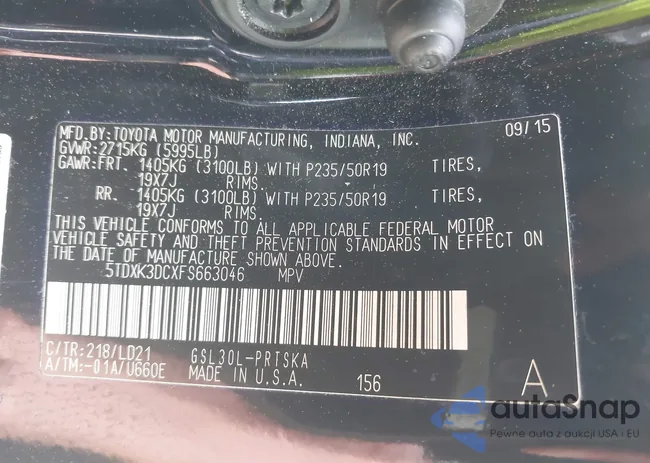 MFD.BY:TOYOTA MOTOR MANUFACTURING, INDIANA, INC. 09/15
GVWR:2715KG (5995LB)
GAWR:FRT. 1405KG (3100LB) WITH P235/50R19 TIRES,
19X7J RIMS,
RR. 1405KG (3100LB) WITH P235/50R19 TIRES,
19X7J RIMS.
THIS VEHICLE CONFORMS TO ALL APPLICABLE FEDERAL MOTOR
VEHICLE SAFETY AND THEFT PREVENTION STANDARDS IN EFFECT ON
THE DATE OF MANUFACTURE SHOWN ABOVE.
5TDXK3DCXFS663046 MPV
C/TR:218/LD21 GSL30L-PRTSKA
A/TM:-01A/U660E MADE IN U.S.A. 156 A
autaSnap
Pewne auta z aukcji USA i EU